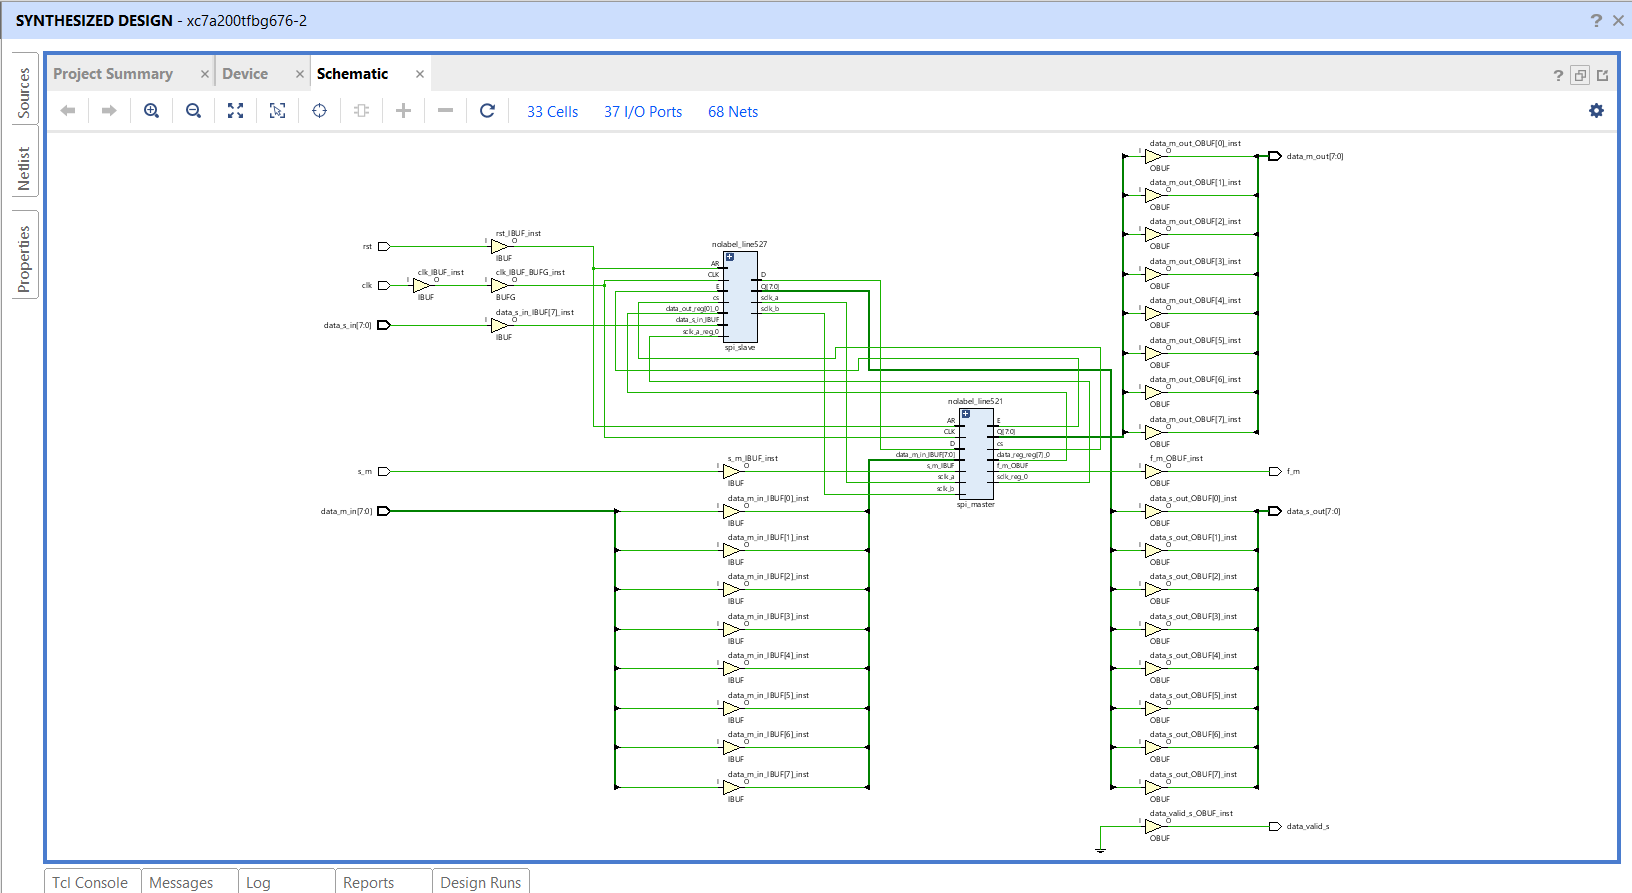 SYNTHESIZED DESIGN - xc7a200tfbg676-2
? ×
Sources
Netlist
Properties
Project Summary ×
Device ×
Schematic ×
?
33 Cells
37 I/O Ports
68 Nets
rst
I
rst_IBUF_inst
O
IBUF
clk
I
clk_IBUF_inst
O
IBUF
I
clk_IBUF_BUFG_inst
O
BUFG
data_s_in[7:0]
I
data_s_in_IBUF[7]_inst
O
IBUF
nolabel_line527
AR
CLK
E
cs
data_out_reg[0]_0
data_s_in_IBUF
sclk_a_reg_0
D
Q[7:0]
sclk_a
sclk_b
spi_slave
nolabel_line521
AR
CLK
D
data_m_in_IBUF[7:0]
s_m_IBUF
sclk_a
sclk_b
E
Q[7:0]
cs
data_reg_reg[7]_0
f_m_OBUF
sclk_reg_0
spi_master
s_m
I
s_m_IBUF_inst
O
IBUF
data_m_in[7:0]
I
data_m_in_IBUF[0]_inst
O
IBUF
I
data_m_in_IBUF[1]_inst
O
IBUF
I
data_m_in_IBUF[2]_inst
O
IBUF
I
data_m_in_IBUF[3]_inst
O
IBUF
I
data_m_in_IBUF[4]_inst
O
IBUF
I
data_m_in_IBUF[5]_inst
O
IBUF
I
data_m_in_IBUF[6]_inst
O
IBUF
I
data_m_in_IBUF[7]_inst
O
IBUF
I
data_m_out_OBUF[0]_inst
O
OBUF
data_m_out[7:0]
I
data_m_out_OBUF[1]_inst
O
OBUF
I
data_m_out_OBUF[2]_inst
O
OBUF
I
data_m_out_OBUF[3]_inst
O
OBUF
I
data_m_out_OBUF[4]_inst
O
OBUF
I
data_m_out_OBUF[5]_inst
O
OBUF
I
data_m_out_OBUF[6]_inst
O
OBUF
I
data_m_out_OBUF[7]_inst
O
OBUF
I
f_m_OBUF_inst
O
OBUF
f_m
I
data_s_out_OBUF[0]_inst
O
OBUF
data_s_out[7:0]
I
data_s_out_OBUF[1]_inst
O
OBUF
I
data_s_out_OBUF[2]_inst
O
OBUF
I
data_s_out_OBUF[3]_inst
O
OBUF
I
data_s_out_OBUF[4]_inst
O
OBUF
I
data_s_out_OBUF[5]_inst
O
OBUF
I
data_s_out_OBUF[6]_inst
O
OBUF
I
data_s_out_OBUF[7]_inst
O
OBUF
I
data_valid_s_OBUF_inst
O
OBUF
data_valid_s
Tcl Console
Messages
Log
Reports
Design Runs